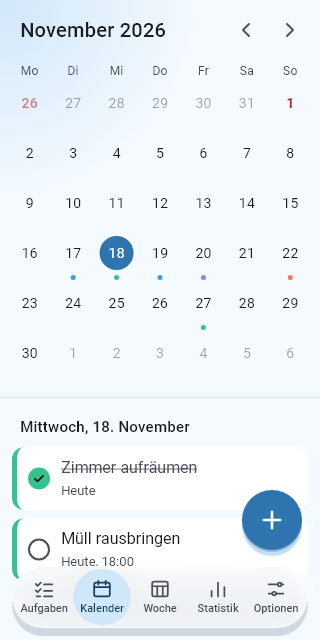 November 2026
Mo Di Mi Do Fr Sa So
26 27 28 29 30 31 1
2 3 4 5 6 7 8
9 10 11 12 13 14 15
16 17 18 19 20 21 22
23 24 25 26 27 28 29
30 1 2 3 4 5 6
Mittwoch, 18. November
Zimmer aufräumen
Heute
Müll rausbringen
Heute, 18:00
Aufgaben Kalender Woche Statistik Optionen